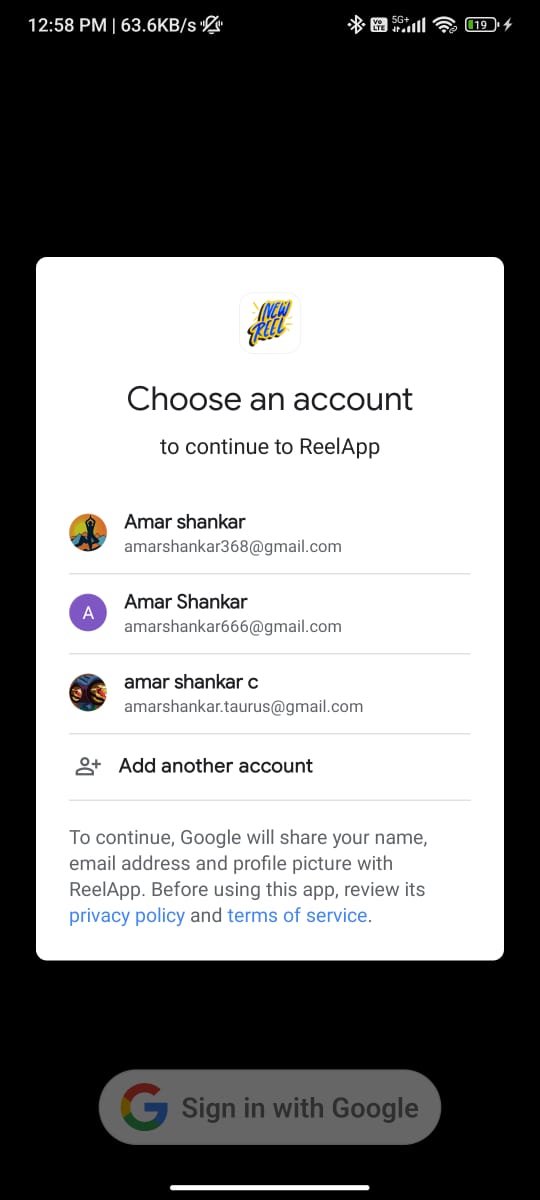 12:58 PM | 63.6KB/s
Vo LTE 5G+ 19
NEW
REEL
Choose an account
to continue to ReelApp
Amar shankar
amarshankar368@gmail.com
A
Amar Shankar
amarshankar666@gmail.com
amar shankar c
amarshankar.taurus@gmail.com
Add another account
To continue, Google will share your name,
email address and profile picture with
ReelApp. Before using this app, review its
privacy policy and terms of service.
Sign in with Google